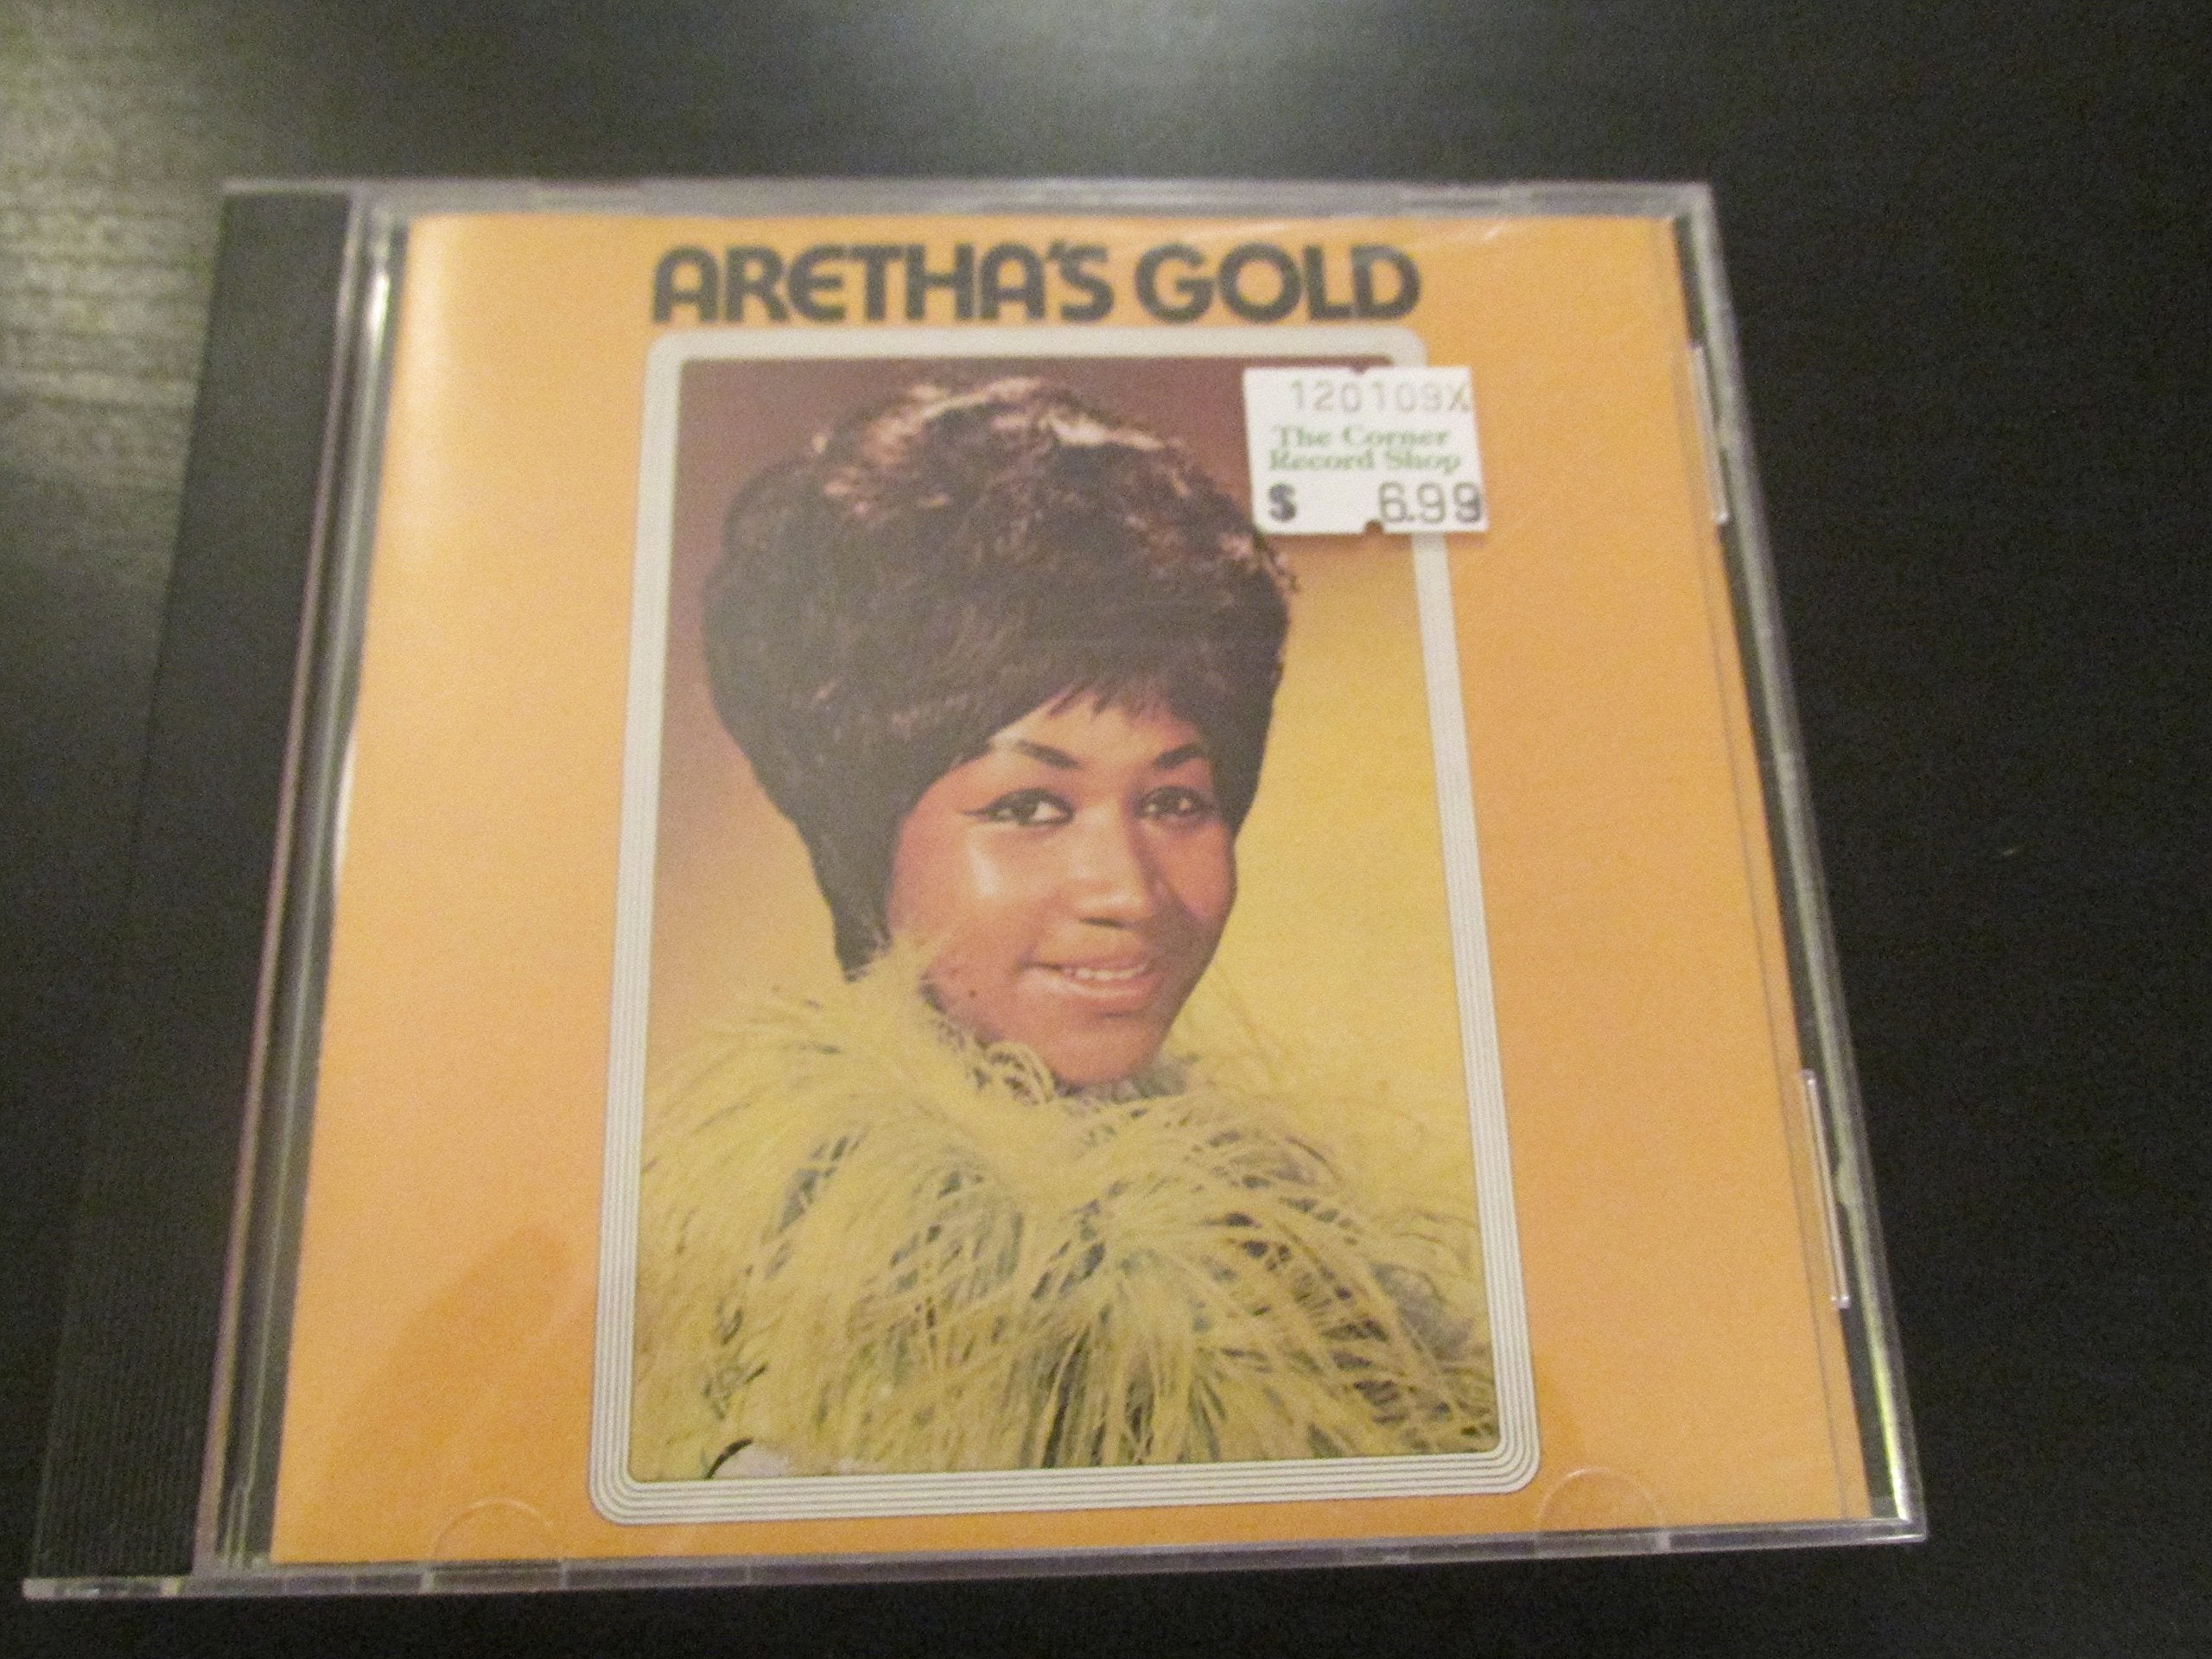 ARETHA'S GOLD
120109X
The Corner
Record Shop
$ 6.99